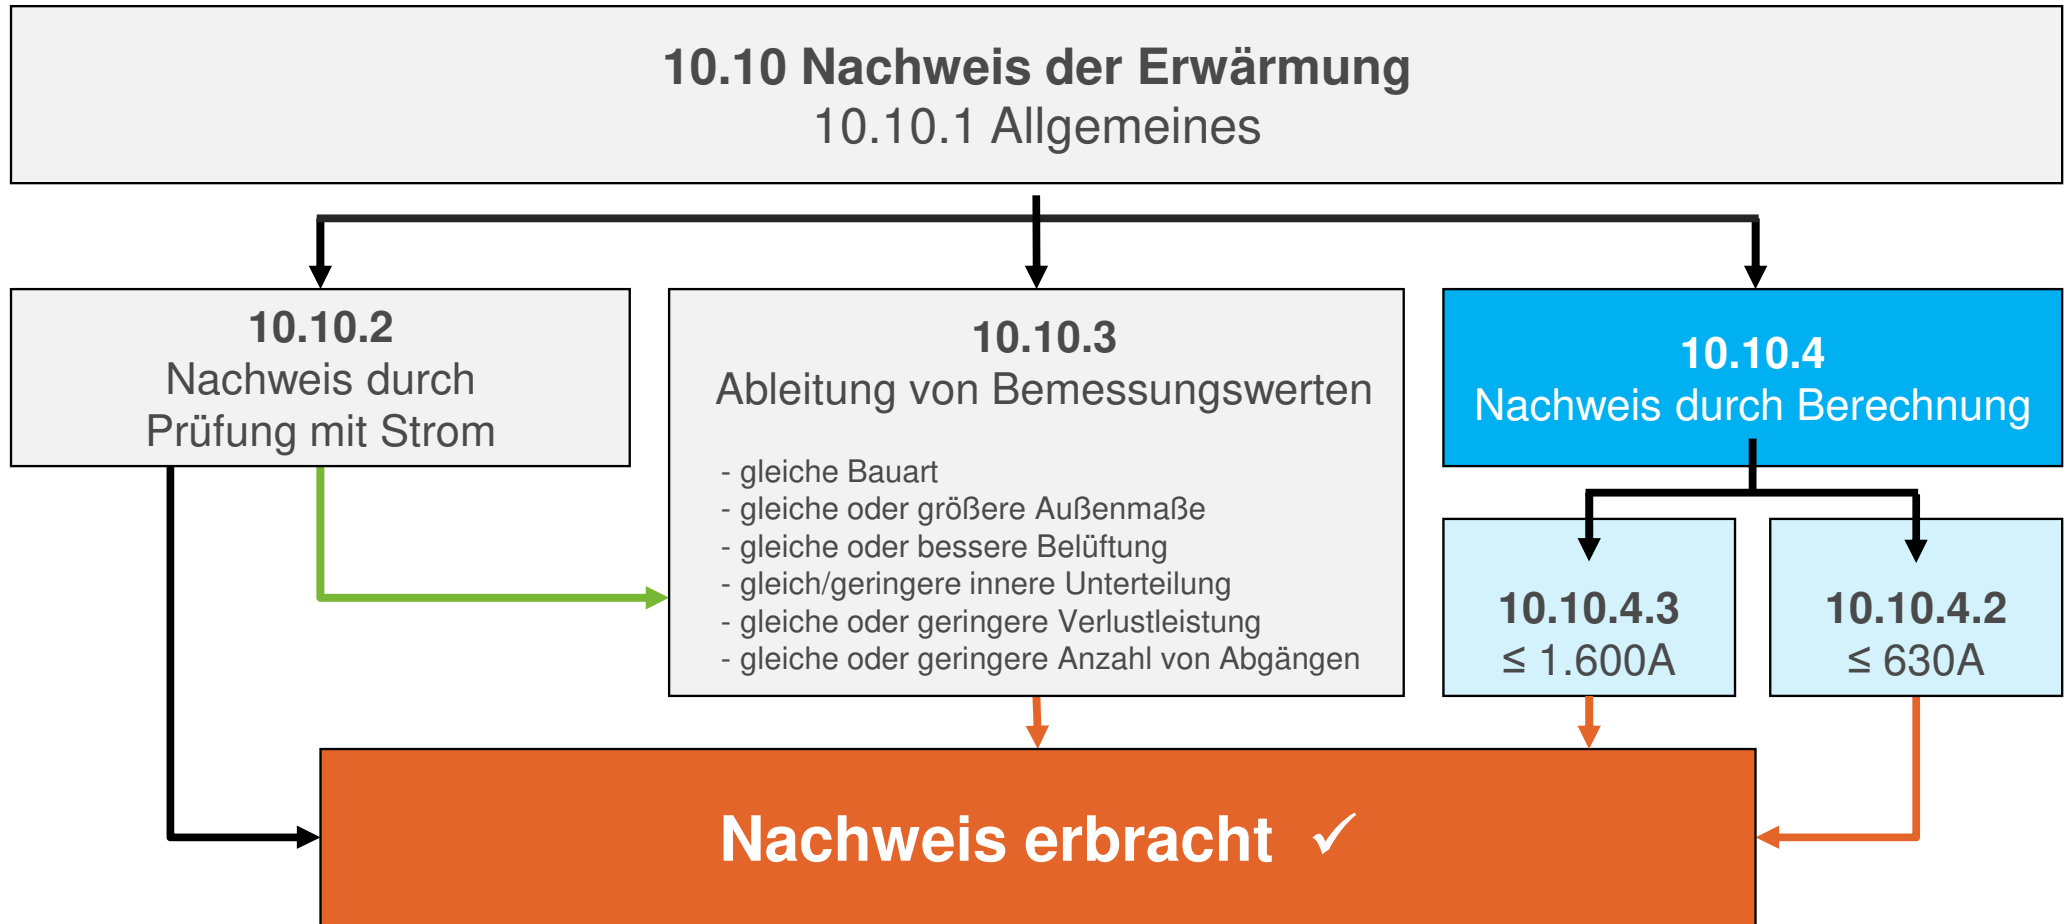 10.10 Nachweis der Erwärmung
10.10.1 Allgemeines
10.10.2
Nachweis durch
Prüfung mit Strom
10.10.3
Ableitung von Bemessungswerten
- gleiche Bauart
- gleiche oder größere Außenmaße
- gleiche oder bessere Belüftung
- gleich/geringere innere Unterteilung
- gleiche oder geringere Verlustleistung
- gleiche oder geringere Anzahl von Abgängen
10.10.4
Nachweis durch Berechnung
10.10.4.3
≤ 1.600A
10.10.4.2
≤ 630A
Nachweis erbracht ✓